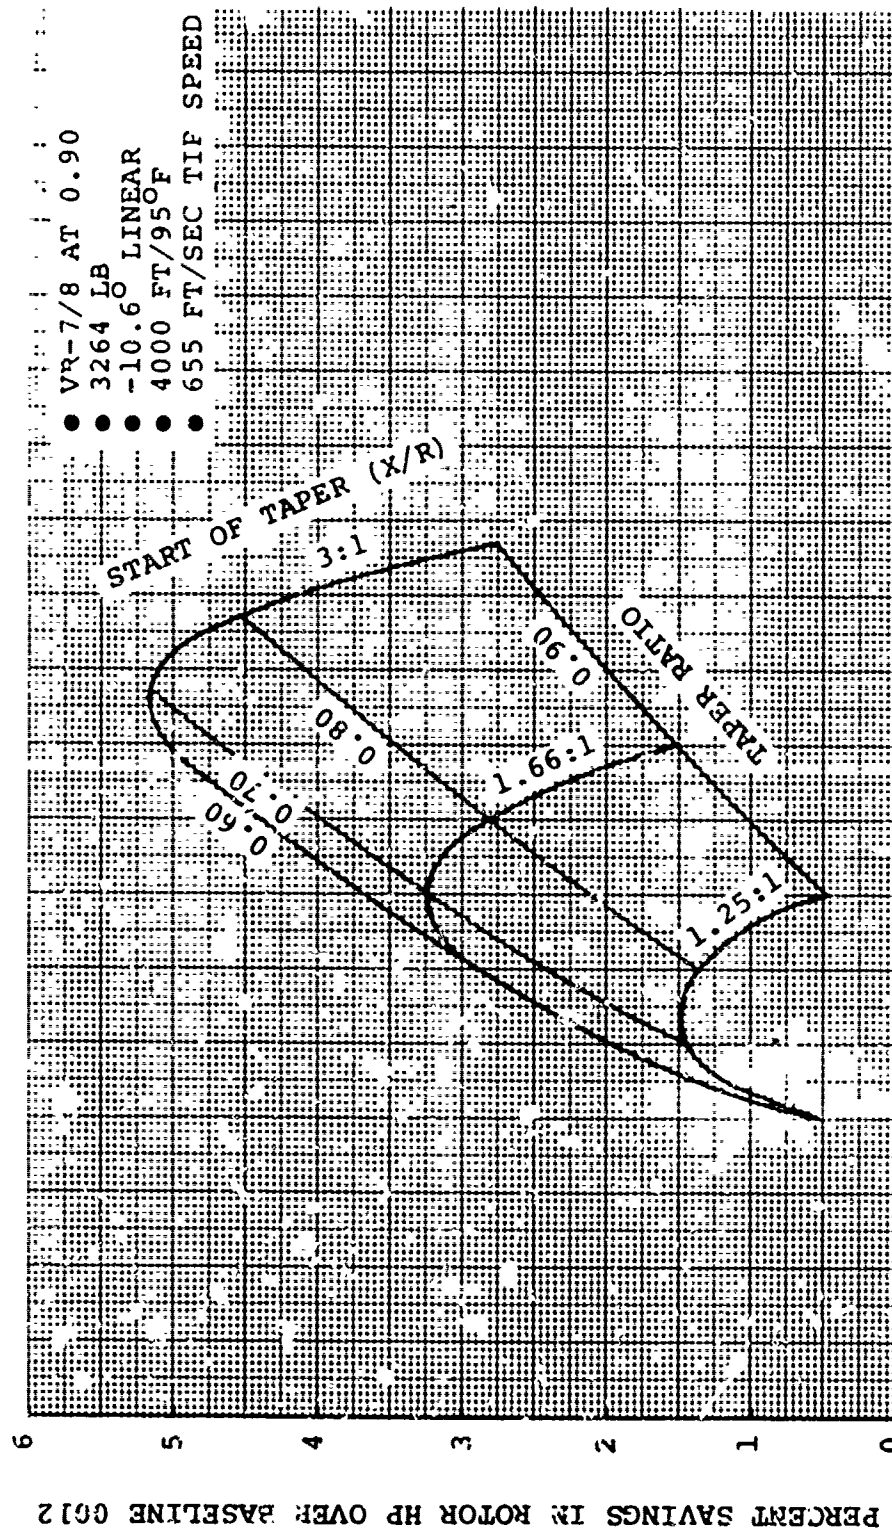 ● VR-7/8 AT 0.90
● 3264 LB
● -10.6° LINEAR
● 4000 FT/95°F
● 655 FT/SEC TIP SPEED
START OF TAPER (X/R)
3:1
0.90
TAPER RATIO
0.80
1.66:1
0.70
0.60
1.25:1
6
5
4
3
2
1
0
PERCENT SAVINGS IN ROTOR HP OVER BASELINE